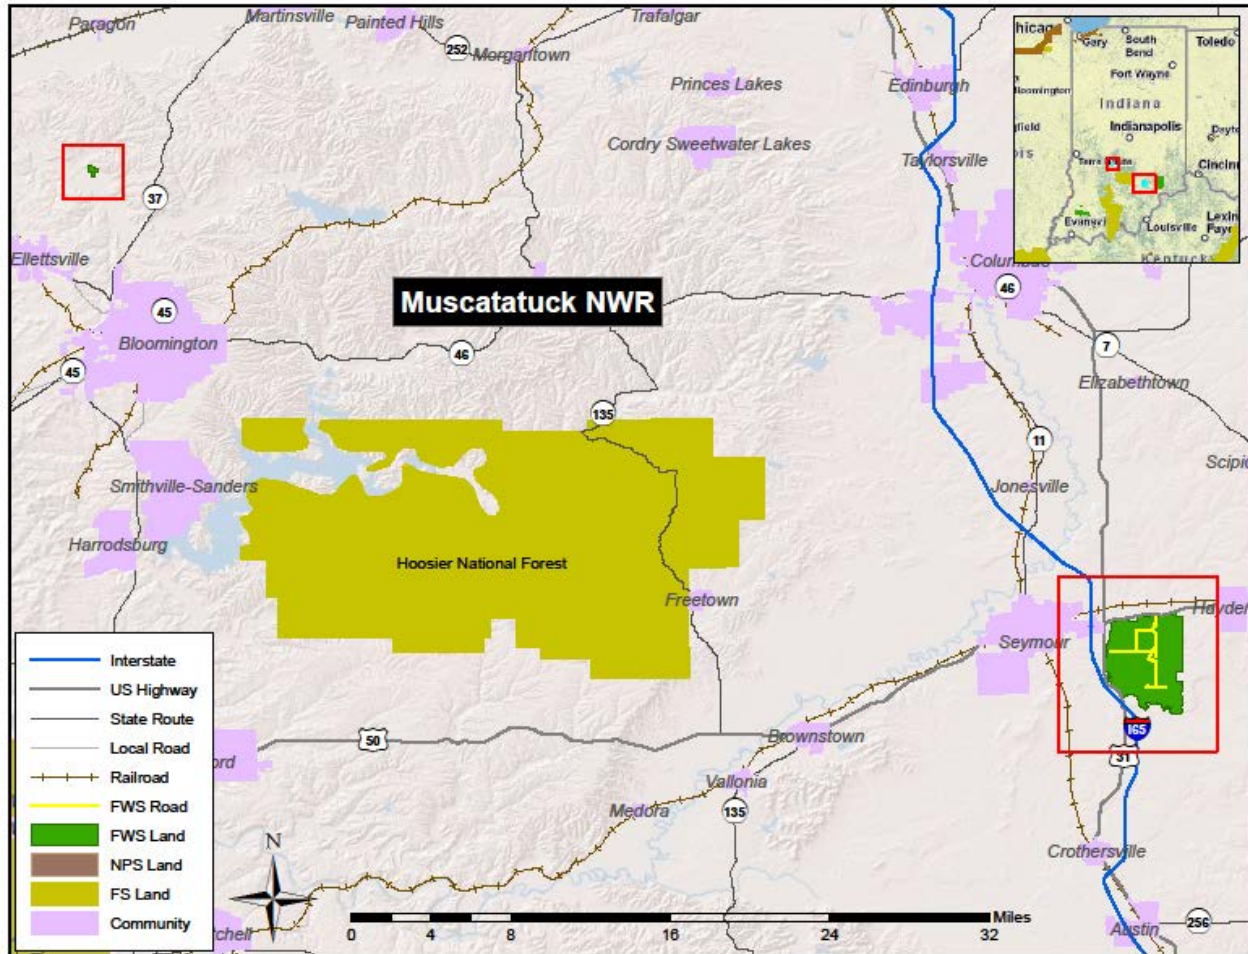 Paragon
Martinsville
Painted Hills
Trafalgar
252
Morgantown
Princes Lakes
Edinburgh
Cordry Sweetwater Lakes
Taylorsville
37
Ellettsville
45
Bloomington
45
46
Muscatatuck NWR
46
7
Elizabethtown
135
11
Jonesville
Smithville-Sanders
Harrodsburg
Hoosier National Forest
Freetown
Seymour
I65
31
50
Brownstown
Vallonia
Medora
135
Crothersville
Austin
256
Gary
South
Bend
Toledo
Fort Wayne
Indiana
Indianapolis
Louisville
Interstate
US Highway
State Route
Local Road
Railroad
FWS Road
FWS Land
NPS Land
FS Land
Community
N
Miles
0 4 8 16 24 32